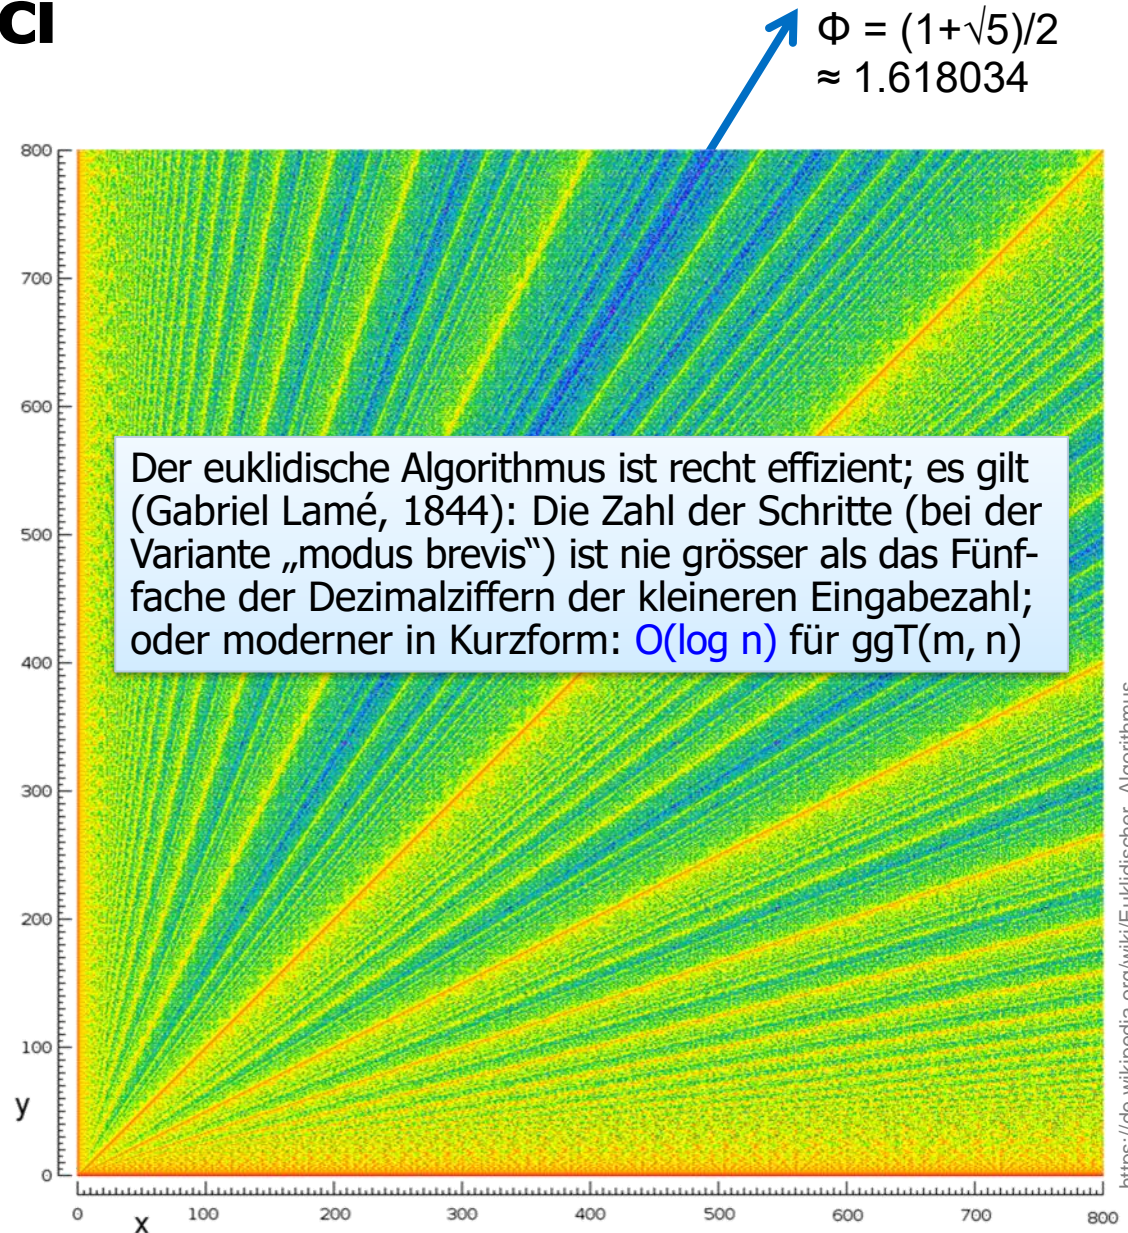 ci
Φ = (1+√5)/2
≈ 1.618034
800
700
600
500
400
300
200
100
0
y
Der euklidische Algorithmus ist recht effizient; es gilt
(Gabriel Lamé, 1844): Die Zahl der Schritte (bei der
Variante „modus brevis“) ist nie grösser als das Fünf-
fache der Dezimalziffern der kleineren Eingabezahl;
oder moderner in Kurzform: O(log n) für ggT(m, n)
0 100 200 300 400 500 600 700 800
x
https://de.wikipedia.org/wiki/Euklidischer_Algorithmus